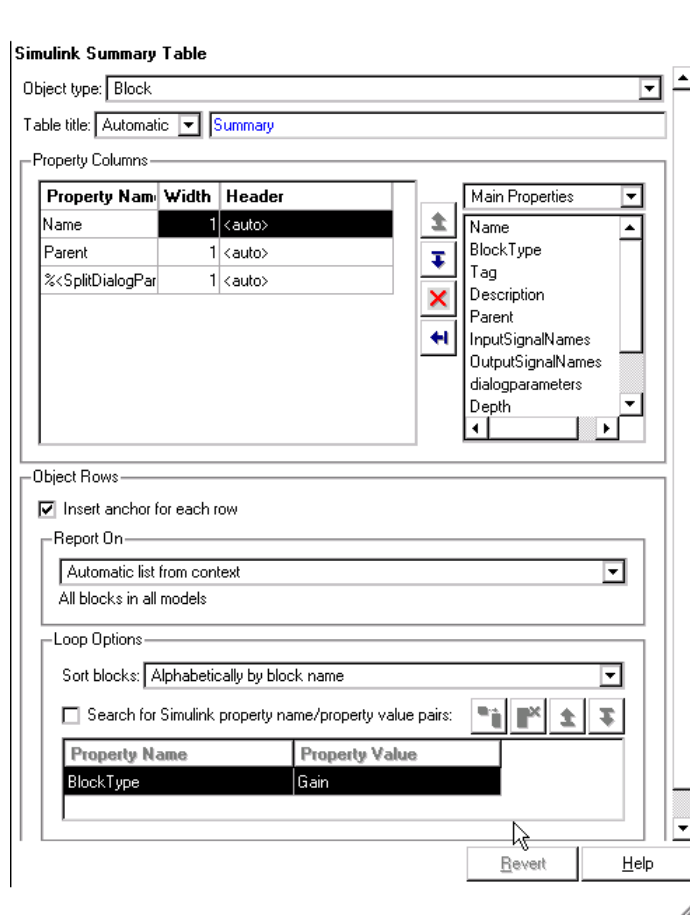 Simulink Summary Table
Object type: Block
Table title: Automatic Summary
Property Columns
Property Nam Width Header
Name 1 <auto>
Parent 1 <auto>
%<SplitDialogPar 1 <auto>
Main Properties
Name
BlockType
Tag
Description
Parent
InputSignalNames
OutputSignalNames
dialogparameters
Depth
Object Rows
Insert anchor for each row
Report On
Automatic list from context
All blocks in all models
Loop Options
Sort blocks: Alphabetically by block name
Search for Simulink property name/property value pairs:
Property Name Property Value
BlockType Gain
Revert Help